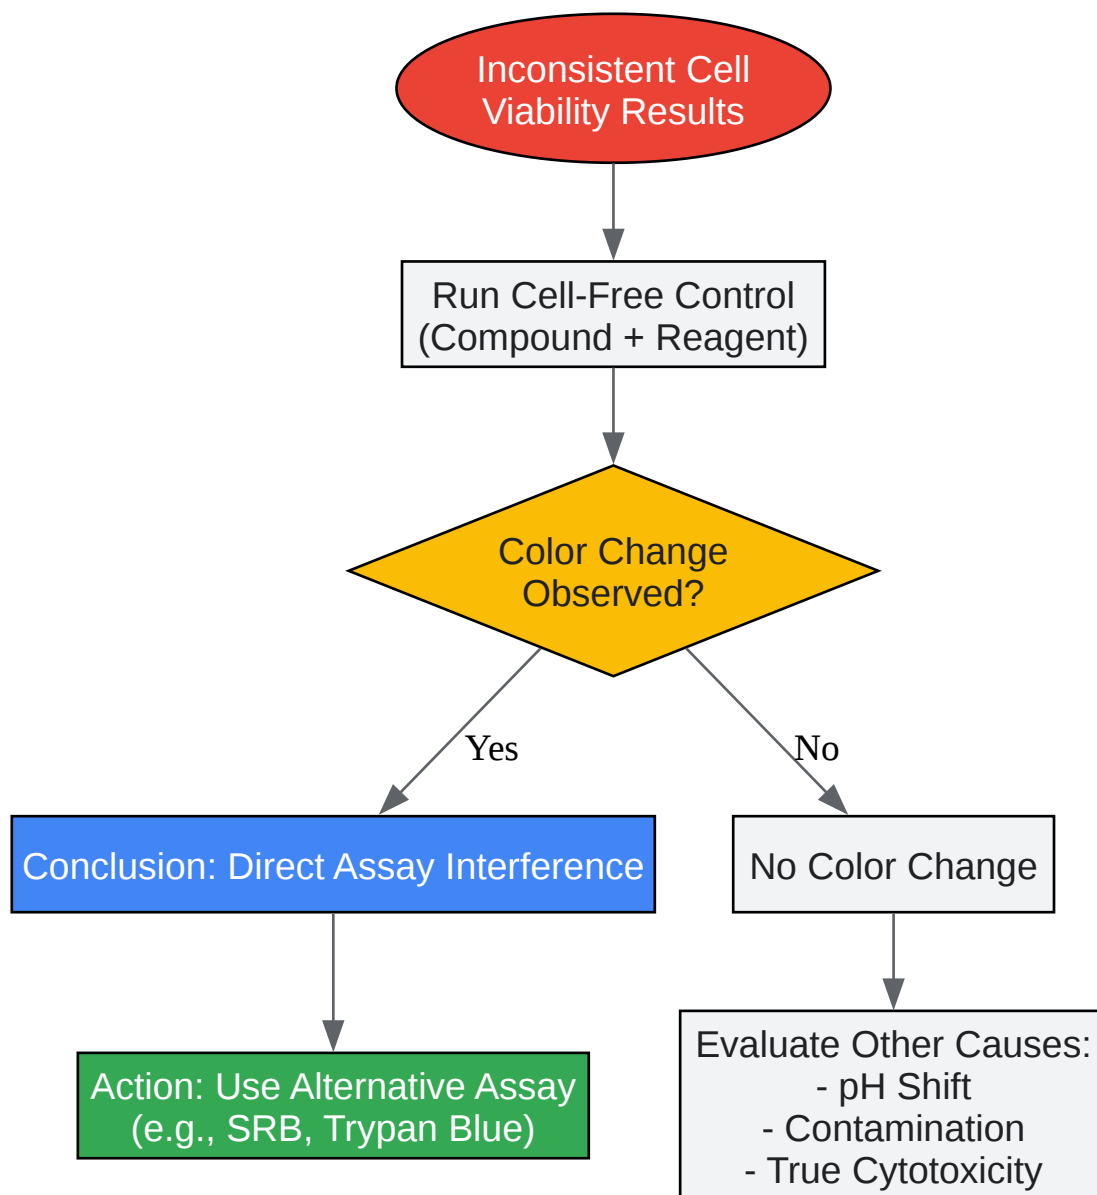 Inconsistent Cell
Viability Results
Run Cell-Free Control
(Compound + Reagent)
Color Change
Observed?
Yes
No
Conclusion: Direct Assay Interference
No Color Change
Action: Use Alternative Assay
(e.g., SRB, Trypan Blue)
Evaluate Other Causes:
- pH Shift
- Contamination
- True Cytotoxicity